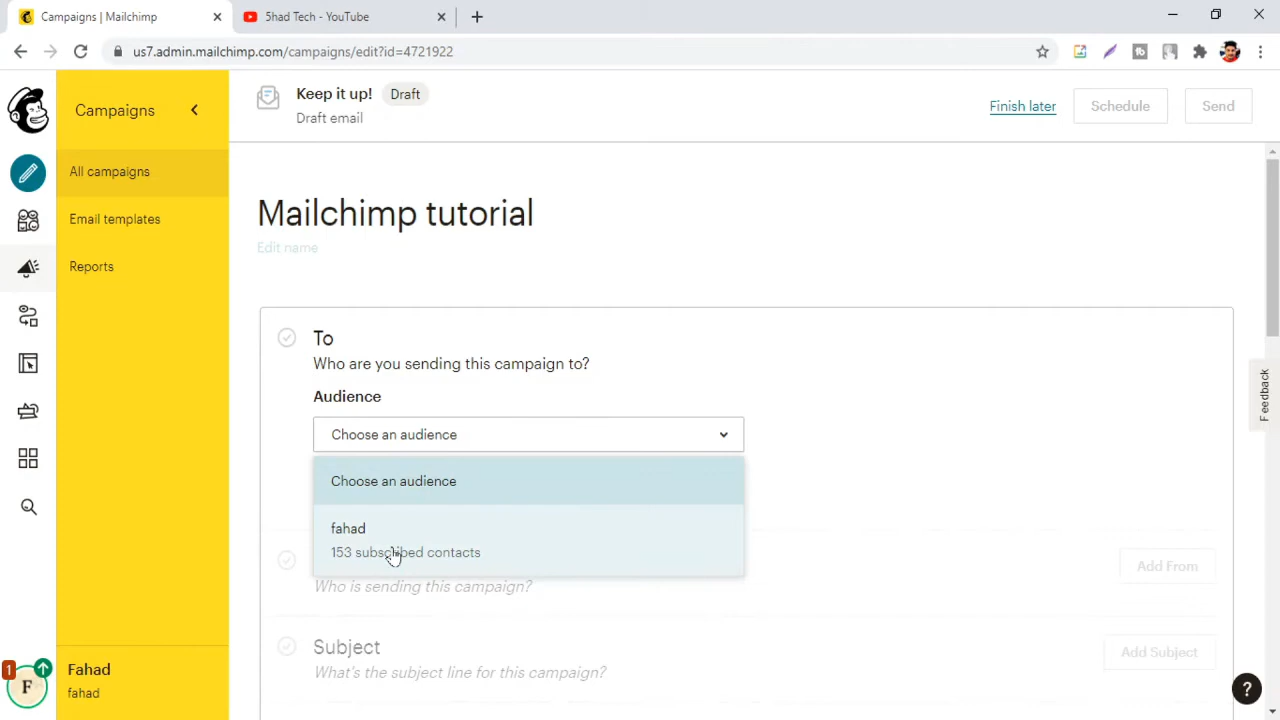 Campaigns | Mailchimp
5had Tech - YouTube
us7.admin.mailchimp.com/campaigns/edit?id=4721922
Campaigns
All campaigns
Email templates
Reports
Fahad
fahad
1
F
Keep it up!
Draft
Draft email
Finish later
Schedule
Send
Mailchimp tutorial
Edit name
To
Who are you sending this campaign to?
Audience
Choose an audience
Choose an audience
fahad
153 subscribed contacts
Who is sending this campaign?
Add From
Subject
What's the subject line for this campaign?
Add Subject
Feedback
?